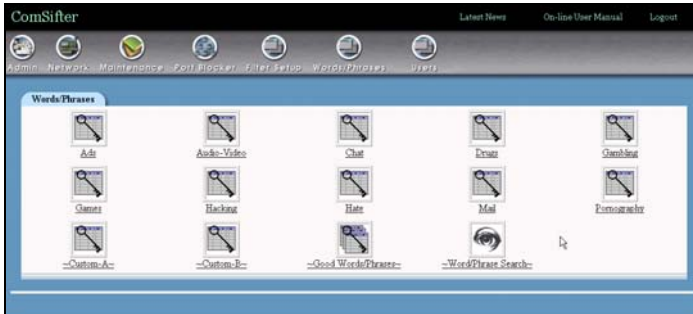 ComSifter
Latest News On-line User Manual Logout
Admin Network Maintenance Port Blocker Filter Setup Words/Phrases Users
Words/Phrases
Ads Audio-Video Chat Drugs Gambling
Games Hacking Hate Mail Pornography
~Custom-A~ ~Custom-B~ ~Good Words/Phrases~ ~Word/Phrase Search~